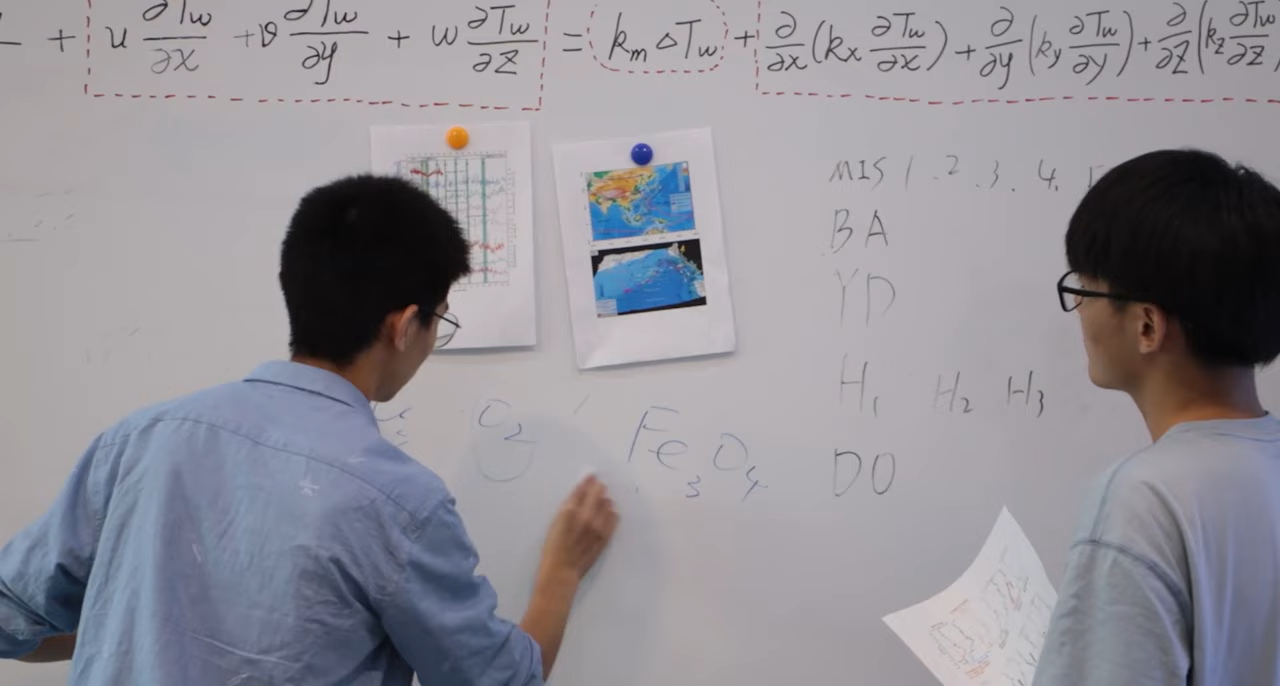 + u ∂Tw/∂x + v ∂Tw/∂y + w ∂Tw/∂z = km ΔTw + ∂/∂x (kx ∂Tw/∂x) + ∂/∂y (ky ∂Tw/∂y) + ∂/∂z (kz ∂Tw/∂z
MIS 1.2.3.4.
BA
YD
H₁ H₂ H₃
Fe₃O₄
DO